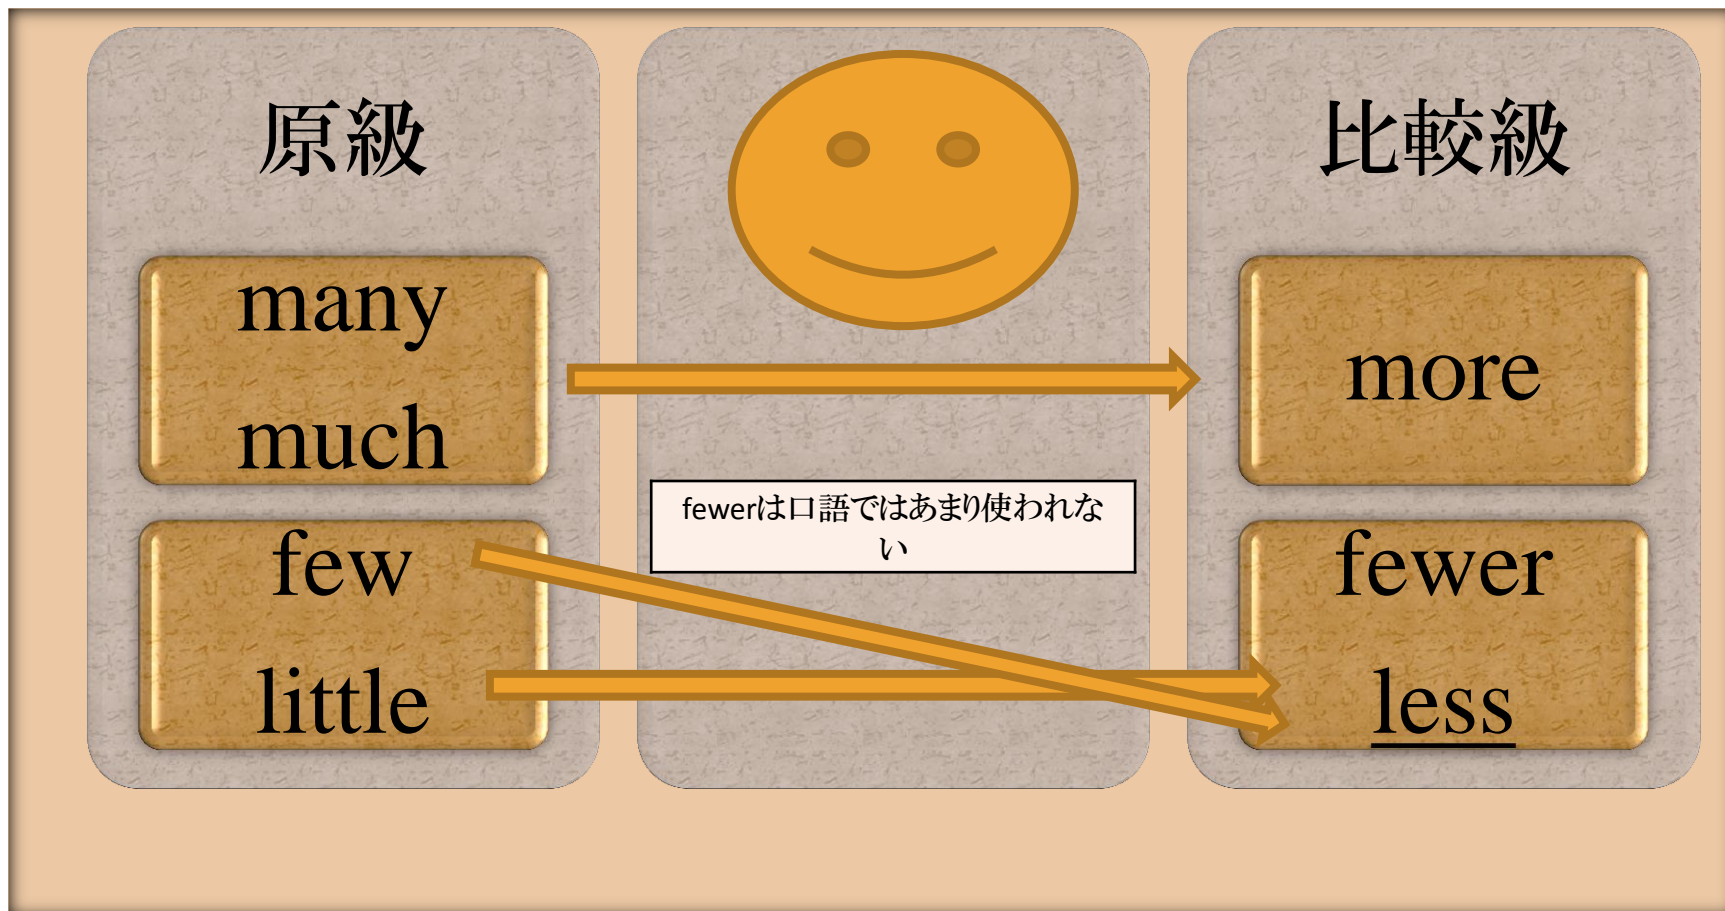 原級
many
much
few
little
fewerは口語ではあまり使われな
い
比較級
more
fewer
less